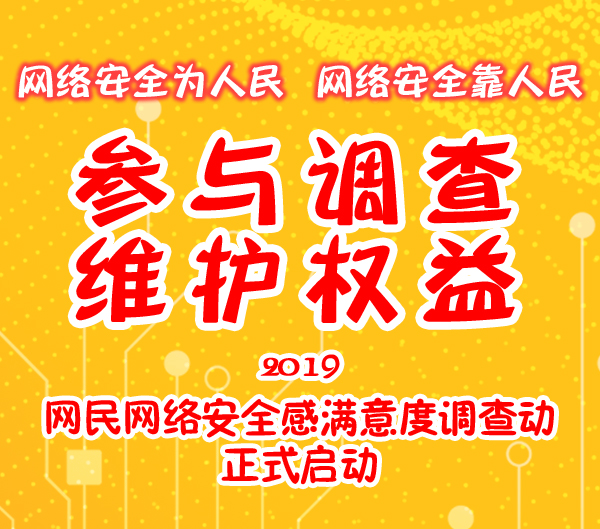 网络安全为人民 网络安全靠人民
参与调查
维护权益
2019
网民网络安全感满意度调查动
正式启动